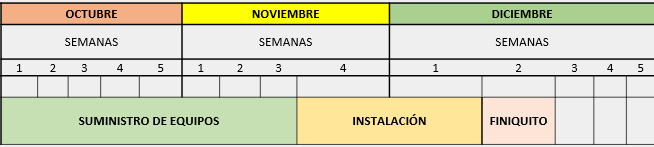 OCTUBRE NOVIEMBRE DICIEMBRE
SEMANAS SEMANAS SEMANAS
1 2 3 4 5 1 2 3 4 1 2 3 4 5
SUMINISTRO DE EQUIPOS INSTALACIÓN FINIQUITO